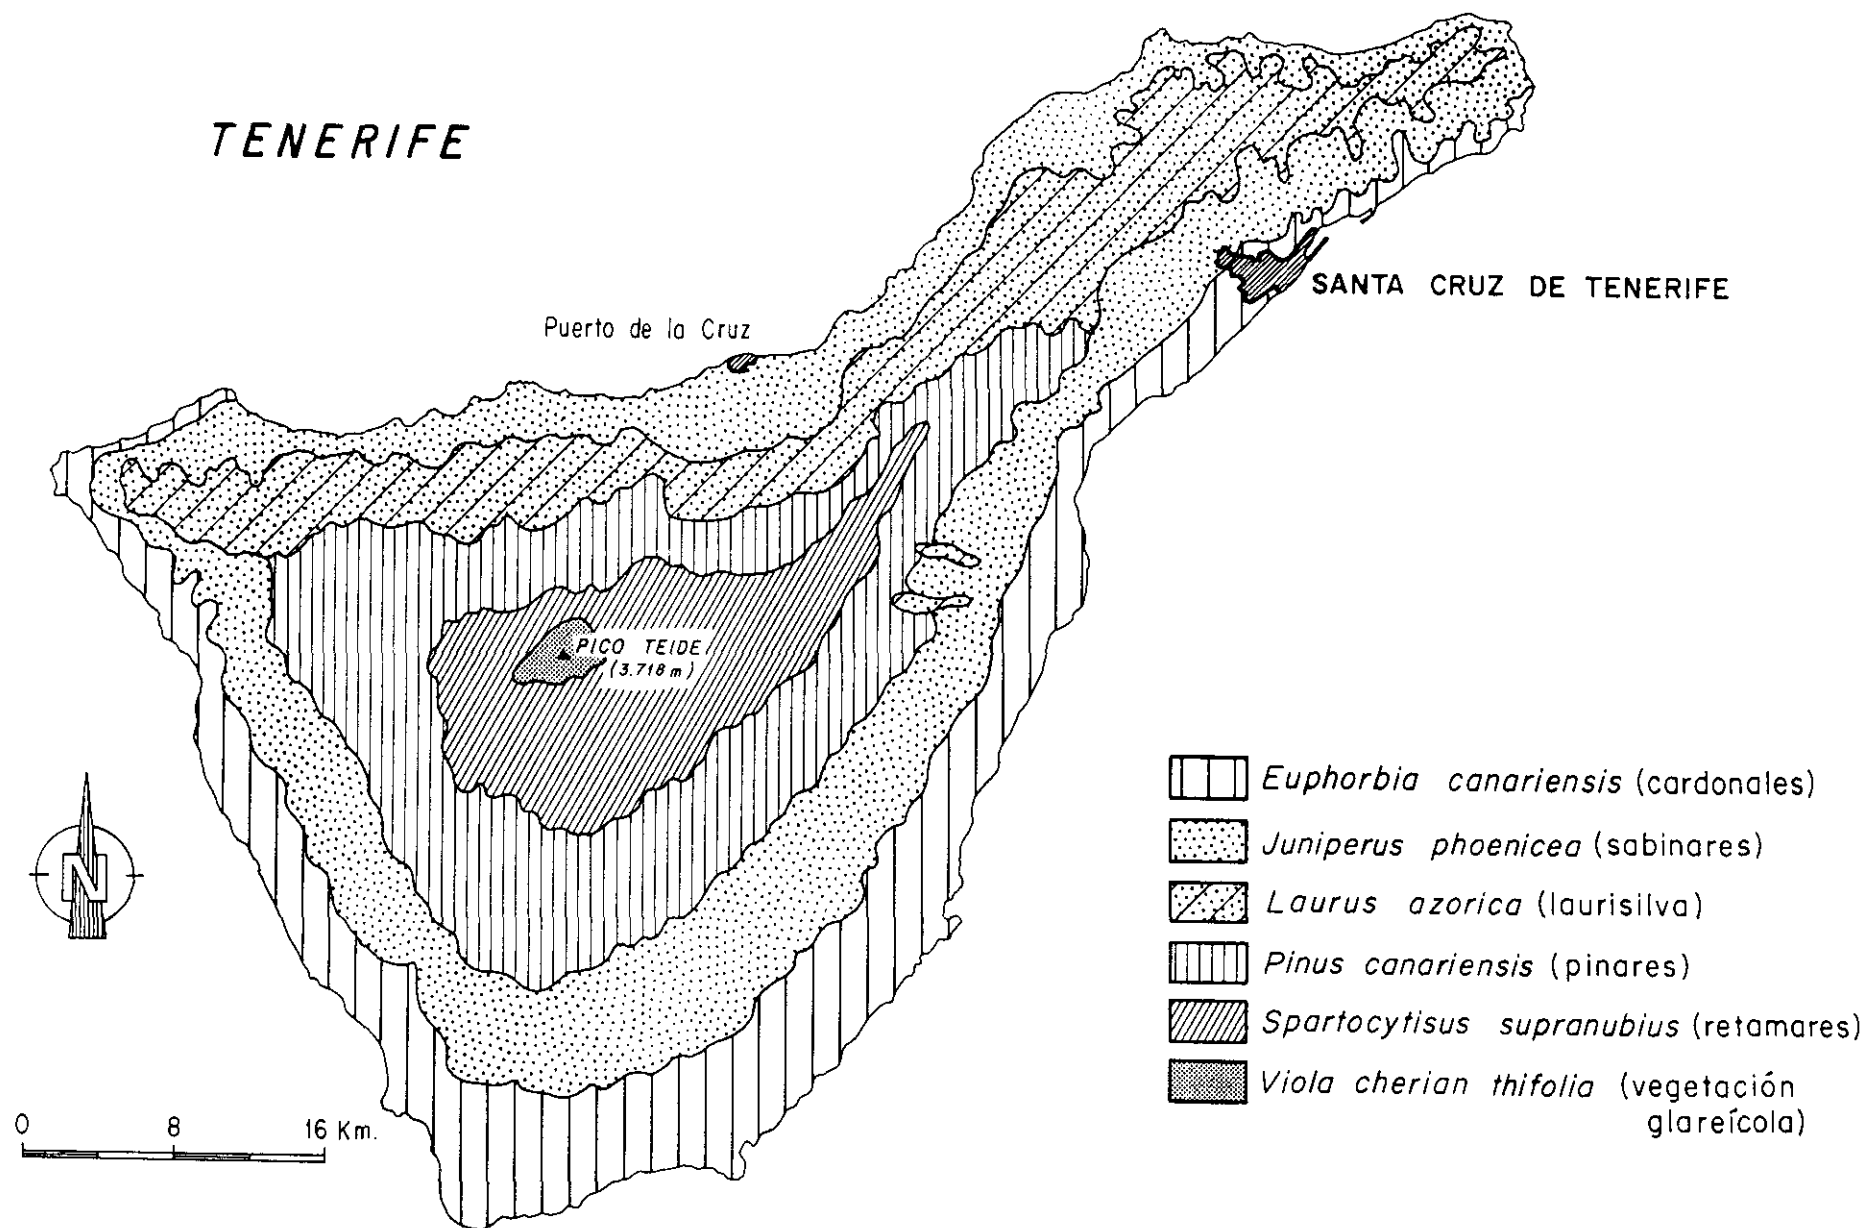 TENERIFE
Puerto de la Cruz
SANTA CRUZ DE TENERIFE
PICO TEIDE
(3.718 m)
N
0 8 16 Km.
Euphorbia canariensis (cardonales)
Juniperus phoenicea (sabinares)
Laurus azorica (laurisilva)
Pinus canariensis (pinares)
Spartocytisus supranubius (retamares)
Viola cherian thifolia (vegetación
glareícola)